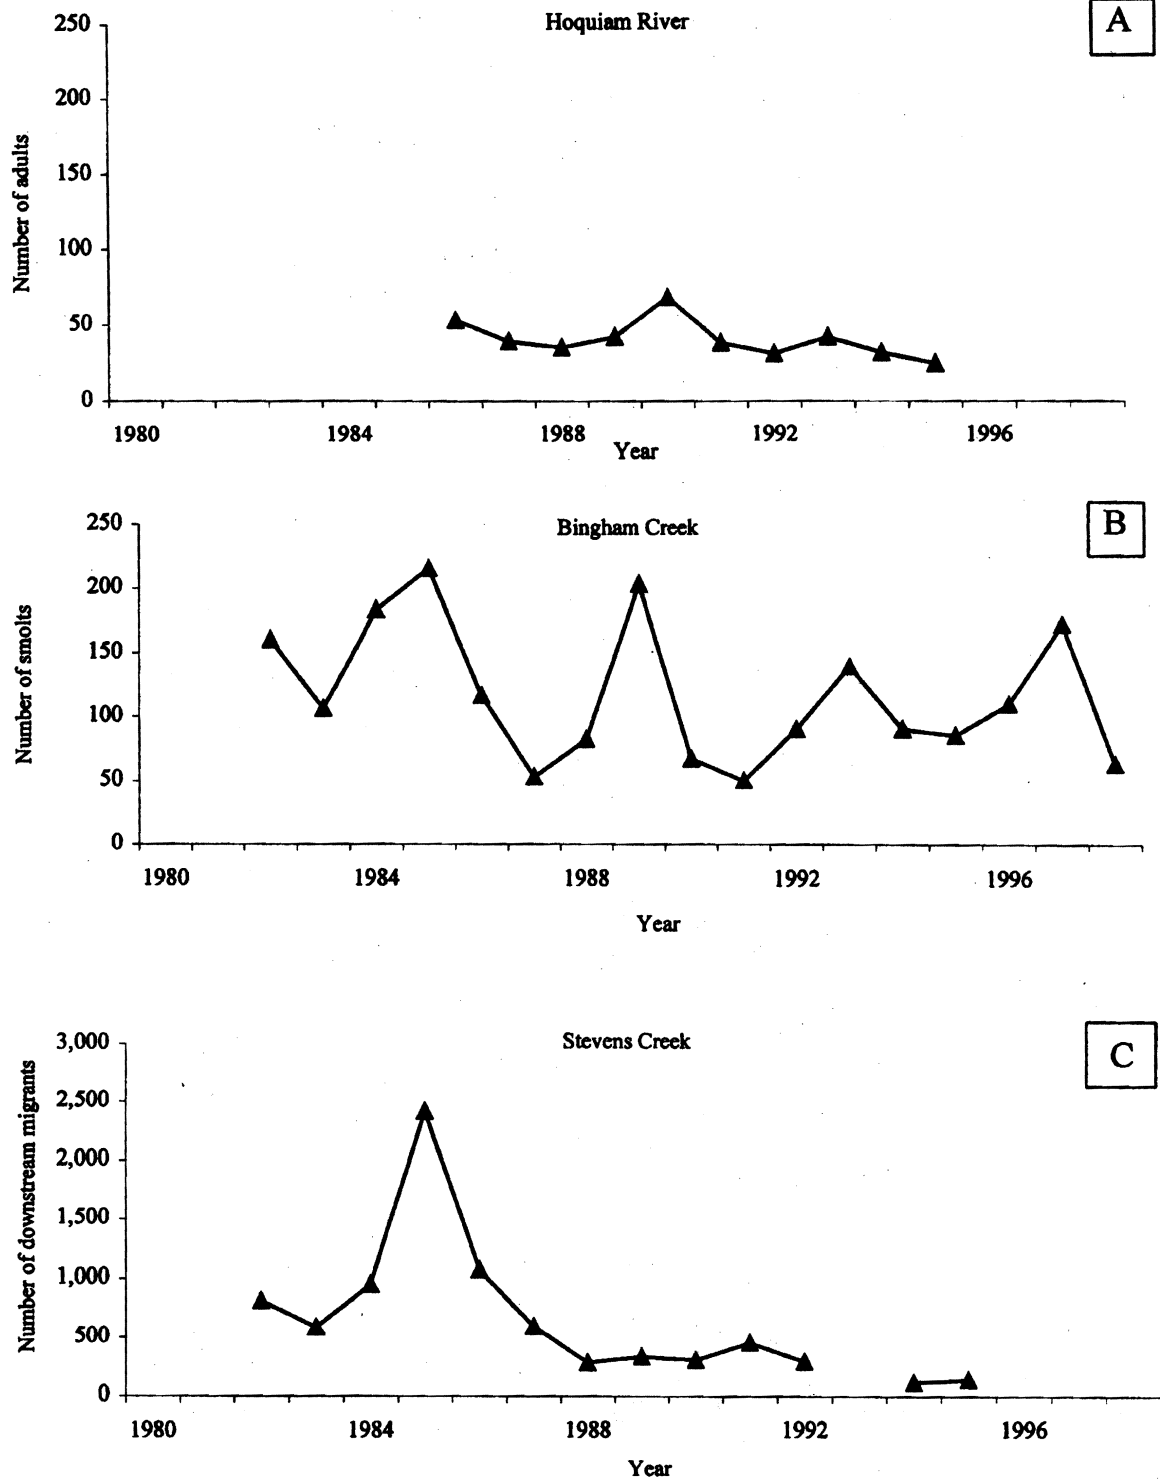 Hoquiam River
A
250
200
150
100
50
0
Number of adults
1980 1984 1988 1992 1996
Year
Bingham Creek
B
250
200
150
100
50
0
Number of smolts
1980 1984 1988 1992 1996
Year
Stevens Creek
C
3,000
2,500
2,000
1,500
1,000
500
0
Number of downstream migrants
1980 1984 1988 1992 1996
Year